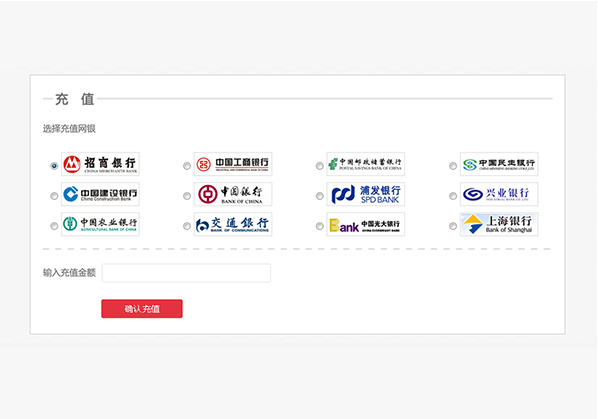 充 值
选择充值网银
招商银行
CHINA MERCHANTS BANK
中国工商银行
INDUSTRIAL AND COMMERCIAL BANK OF CHINA
中国邮政储蓄银行
POSTAL SAVINGS BANK OF CHINA
中国民生银行
CHINA MINSHENG BANKING CORP.,LTD.
中国建设银行
China Construction Bank
中国银行
BANK OF CHINA
浦发银行
SPD BANK
兴业银行
INDUSTRIAL BANK CO.,LTD.
中国农业银行
AGRICULTURAL BANK OF CHINA
交通银行
BANK OF COMMUNICATIONS
Bank 中国光大银行
CHINA EVERBRIGHT BANK
上海银行
Bank of Shanghai
输入充值金额
确认充值